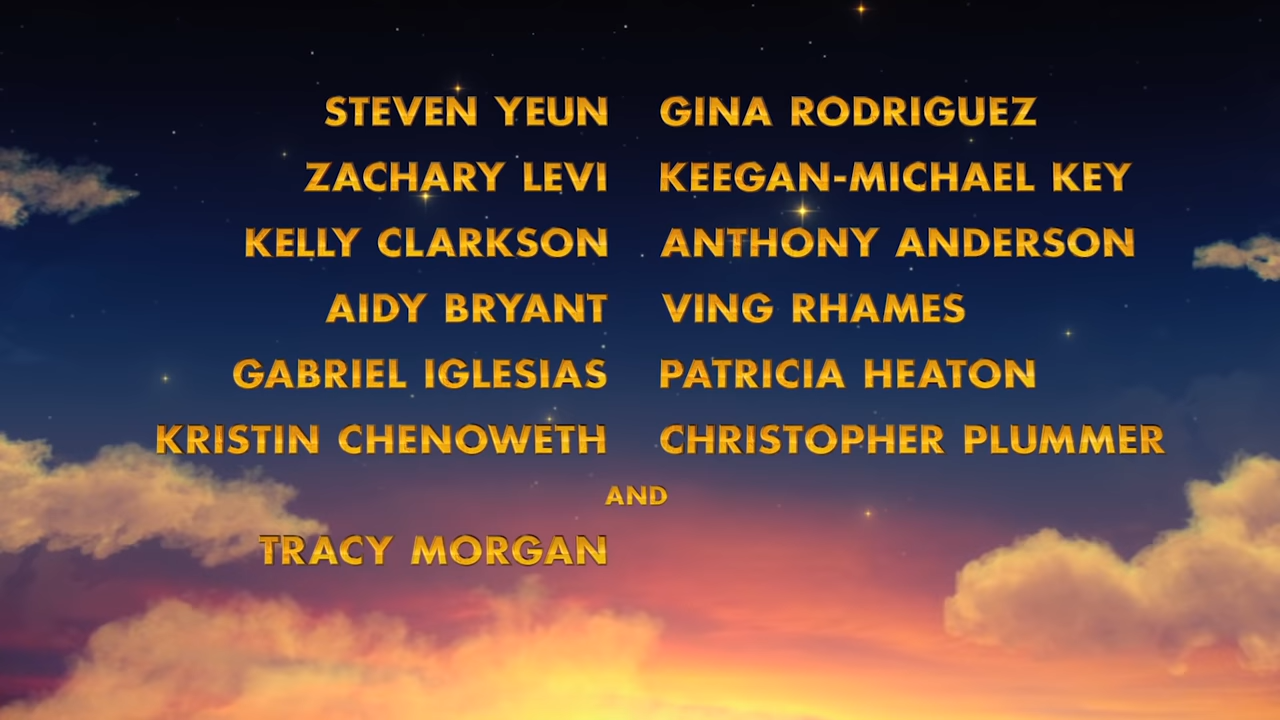 STEVEN YEUN GINA RODRIGUEZ
ZACHARY LEVI KEEGAN-MICHAEL KEY
KELLY CLARKSON ANTHONY ANDERSON
AIDY BRYANT VING RHAMES
GABRIEL IGLESIAS PATRICIA HEATON
KRISTIN CHENOWETH CHRISTOPHER PLUMMER
AND
TRACY MORGAN